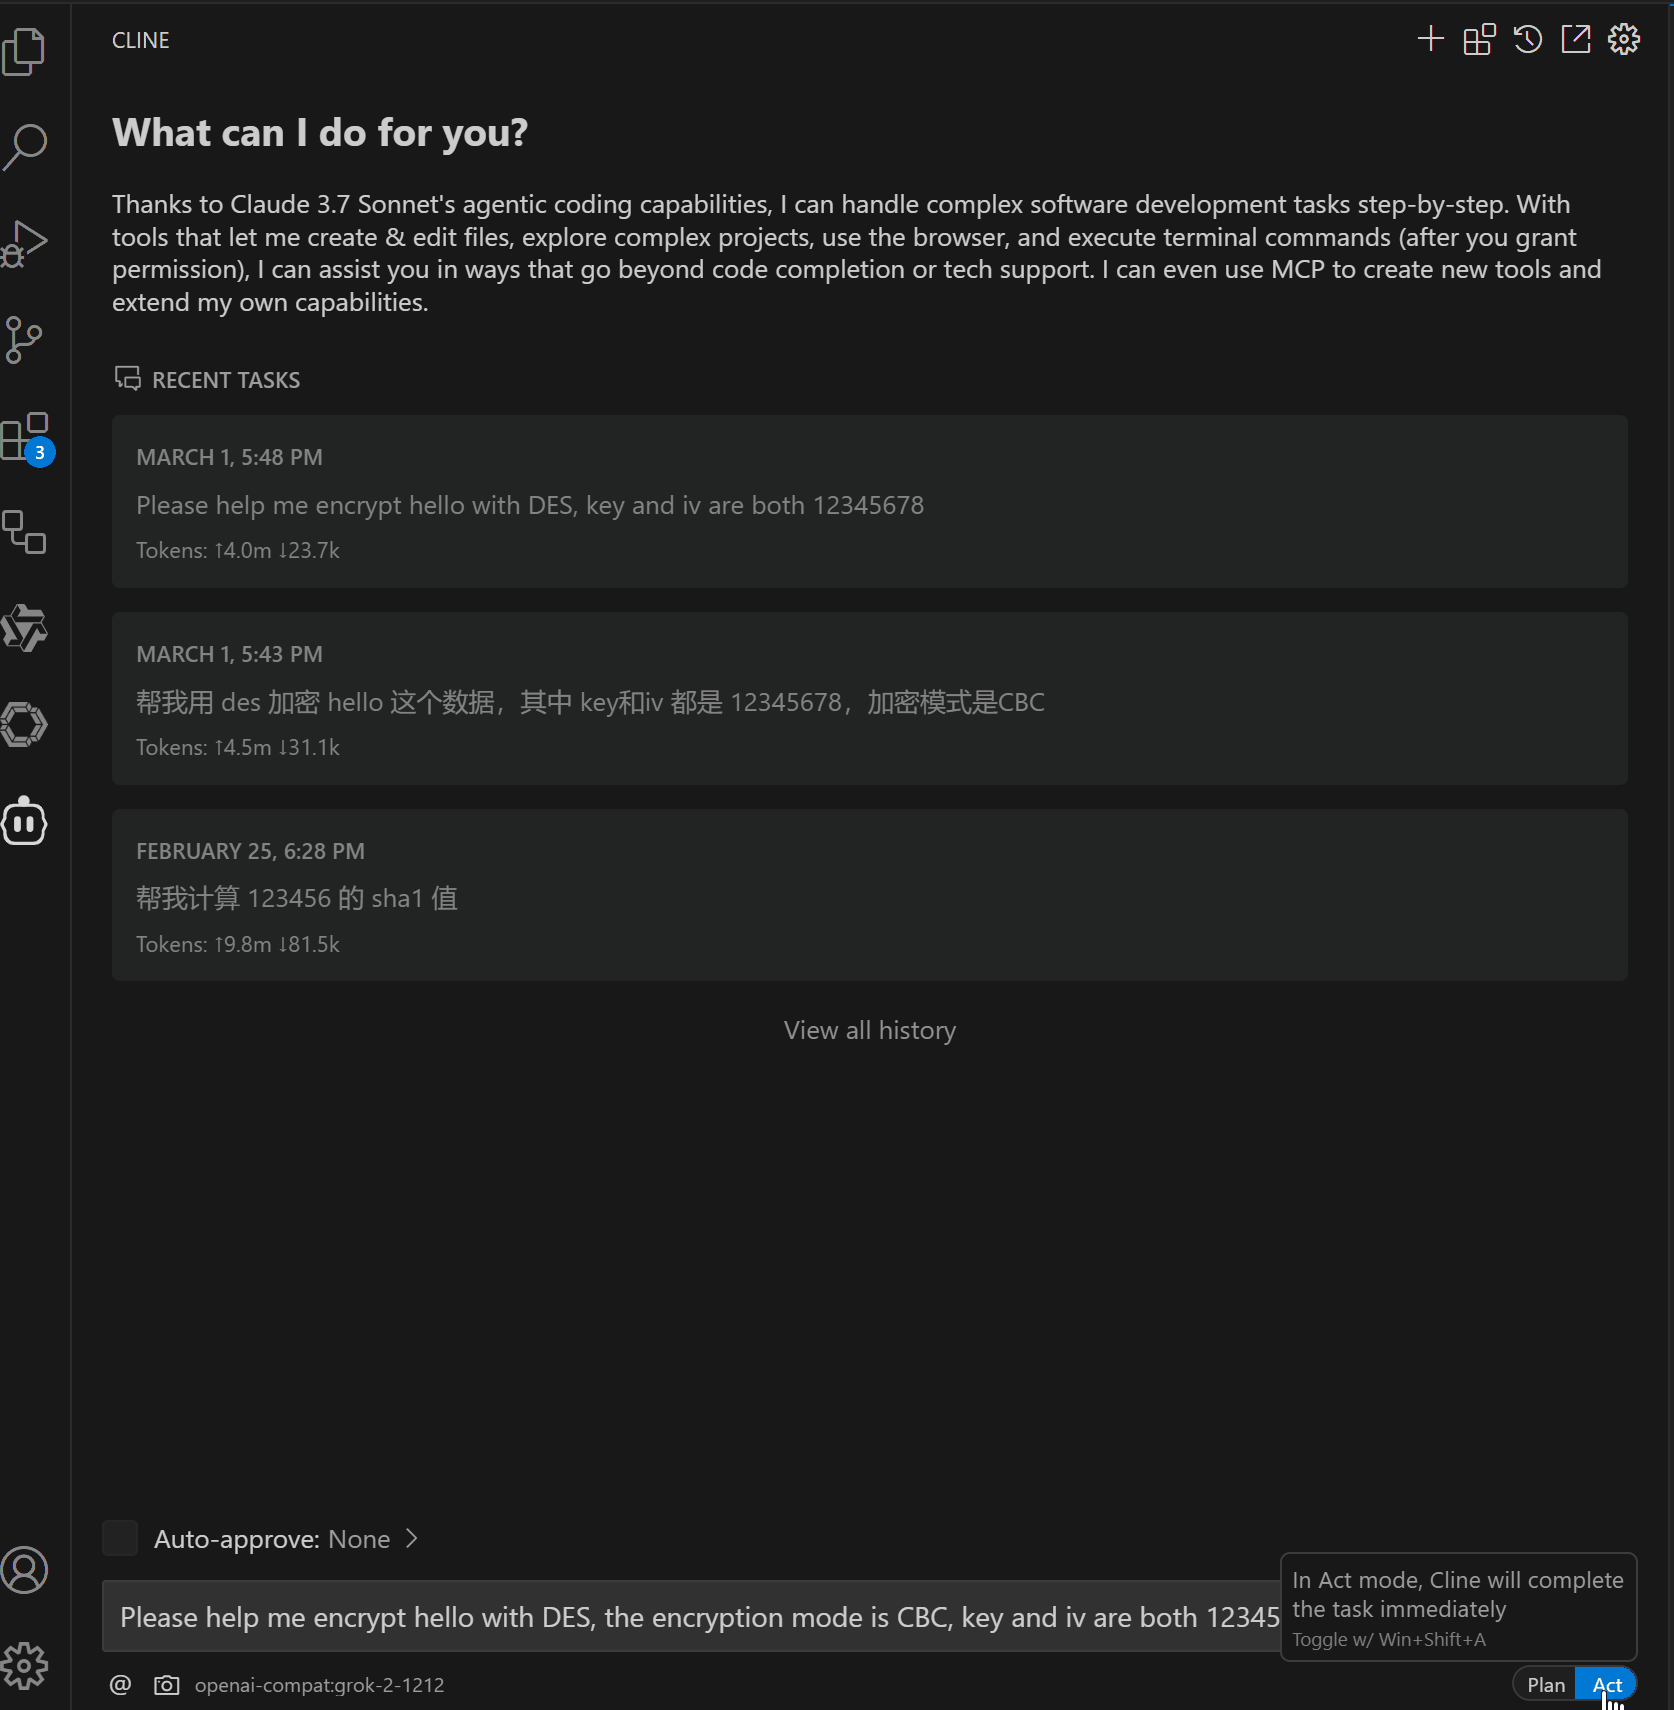 CLINE
What can I do for you?
Thanks to Claude 3.7 Sonnet's agentic coding capabilities, I can handle complex software development tasks step-by-step. With
tools that let me create & edit files, explore complex projects, use the browser, and execute terminal commands (after you grant
permission), I can assist you in ways that go beyond code completion or tech support. I can even use MCP to create new tools and
extend my own capabilities.
RECENT TASKS
MARCH 1, 5:48 PM
Please help me encrypt hello with DES, key and iv are both 12345678
Tokens: ↑4.0m ↓23.7k
MARCH 1, 5:43 PM
帮我用 des 加密 hello 这个数据，其中 key和iv 都是 12345678，加密模式是CBC
Tokens: ↑4.5m ↓31.1k
FEBRUARY 25, 6:28 PM
帮我计算 123456 的 sha1 值
Tokens: ↑9.8m ↓81.5k
View all history
3
Auto-approve: None
In Act mode, Cline will complete
the task immediately
Toggle w/ Win+Shift+A
Please help me encrypt hello with DES, the encryption mode is CBC, key and iv are both 12345
@ openai-compat:grok-2-1212
Plan Act